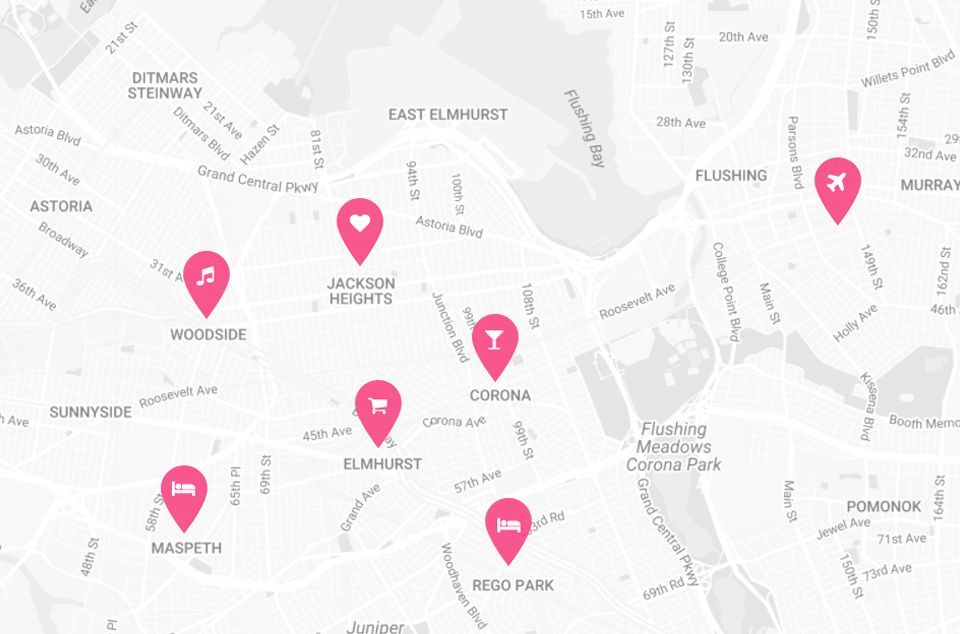 15th Ave
150th St
21st St
127th St
20th Ave
130th St
DITMARS
STEINWAY
Willets Point Blvd
Flushing Bay
21st Ave
Ditmars Blvd
154th St
EAST ELMHURST
28th Ave
Parsons Blvd
Astoria Blvd
Hazen St
81st St
32nd Ave
30th Ave
94th St
100th St
Grand Central Pkwy
FLUSHING
MURRAY
ASTORIA
Astoria Blvd
Broadway
College Point Blvd
149th St
162nd St
31st A
JACKSON
HEIGHTS
36th Ave
Junction Blvd
108th St
Roosevelt Ave
Main St
46th
99th
Holly Ave
WOODSIDE
Kissena Blvd
Roosevelt Ave
CORONA
SUNNYSIDE
h Ave
45th Ave
Corona Ave
99th St
Flushing
Meadows
Corona Park
Booth Memo
ELMHURST
65th Pl
69th St
57th Ave
Grand Ave
Grand Central Pkwy
Main St
164th St
58th St
POMONOK
3rd Rd
Jewel Ave
71st Ave
MASPETH
48th St
Woodhaven Blvd
REGO PARK
69th Rd
150th St
73rd Ave
Juniper
Pl